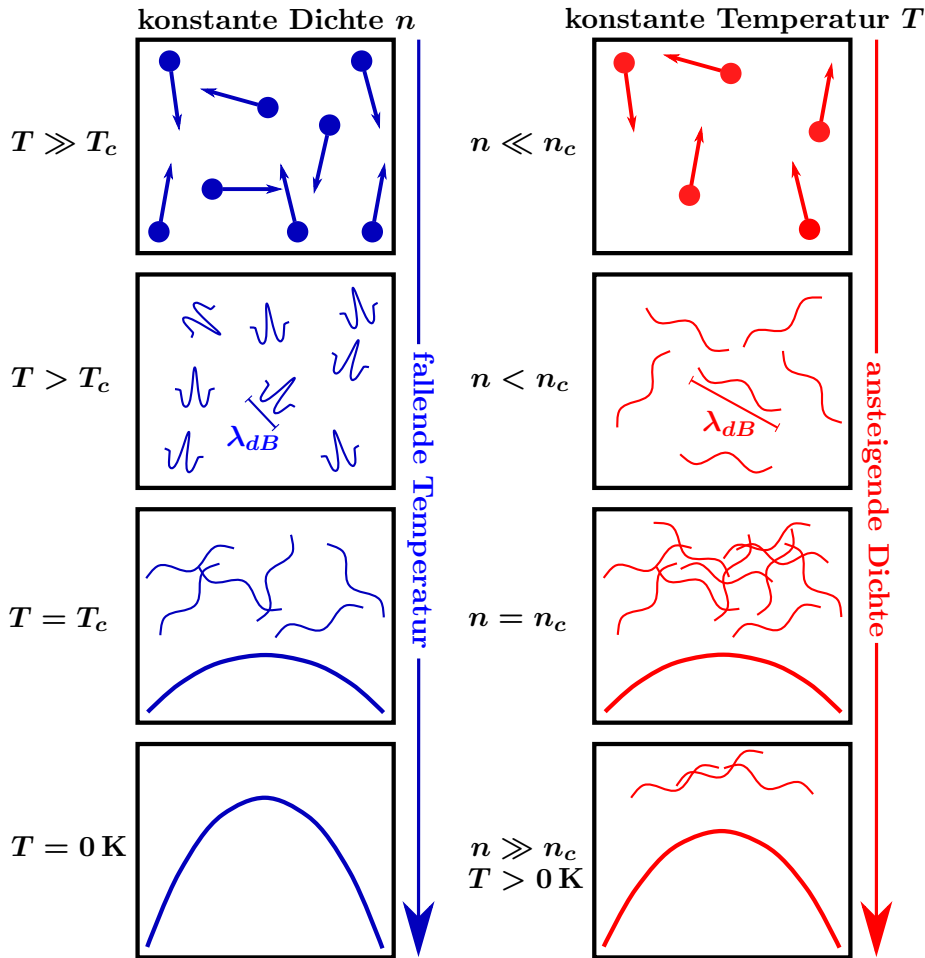 konstante Dichte n
konstante Temperatur T
T ≫ T_c
n ≪ n_c
T > T_c
n < n_c
λ_dB
λ_dB
fallende Temperatur
ansteigende Dichte
T = T_c
n = n_c
T = 0 K
n ≫ n_c
T > 0 K